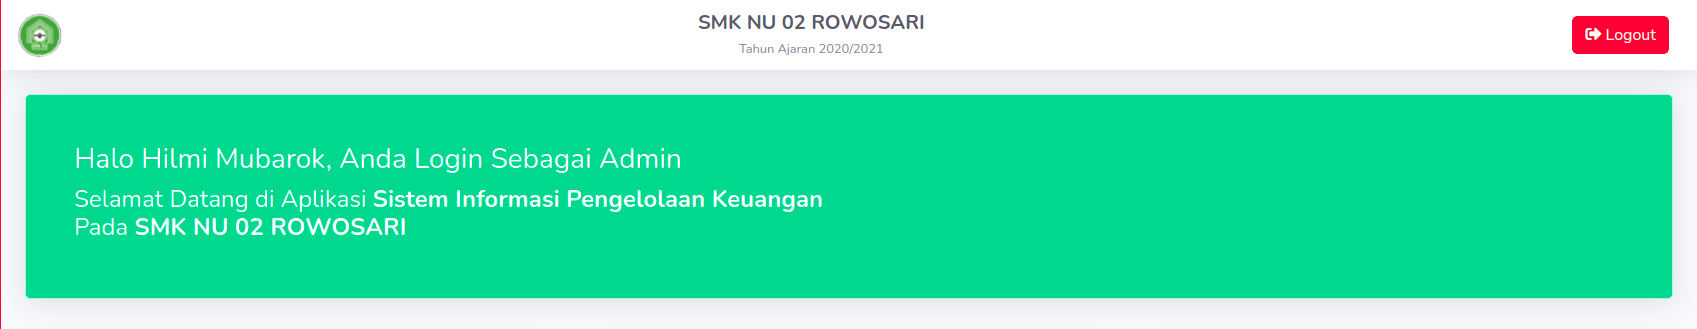 SMK NU 02 ROWOSARI
Tahun Ajaran 2020/2021
Logout
Halo Hilmi Mubarok, Anda Login Sebagai Admin
Selamat Datang di Aplikasi Sistem Informasi Pengelolaan Keuangan
Pada SMK NU 02 ROWOSARI